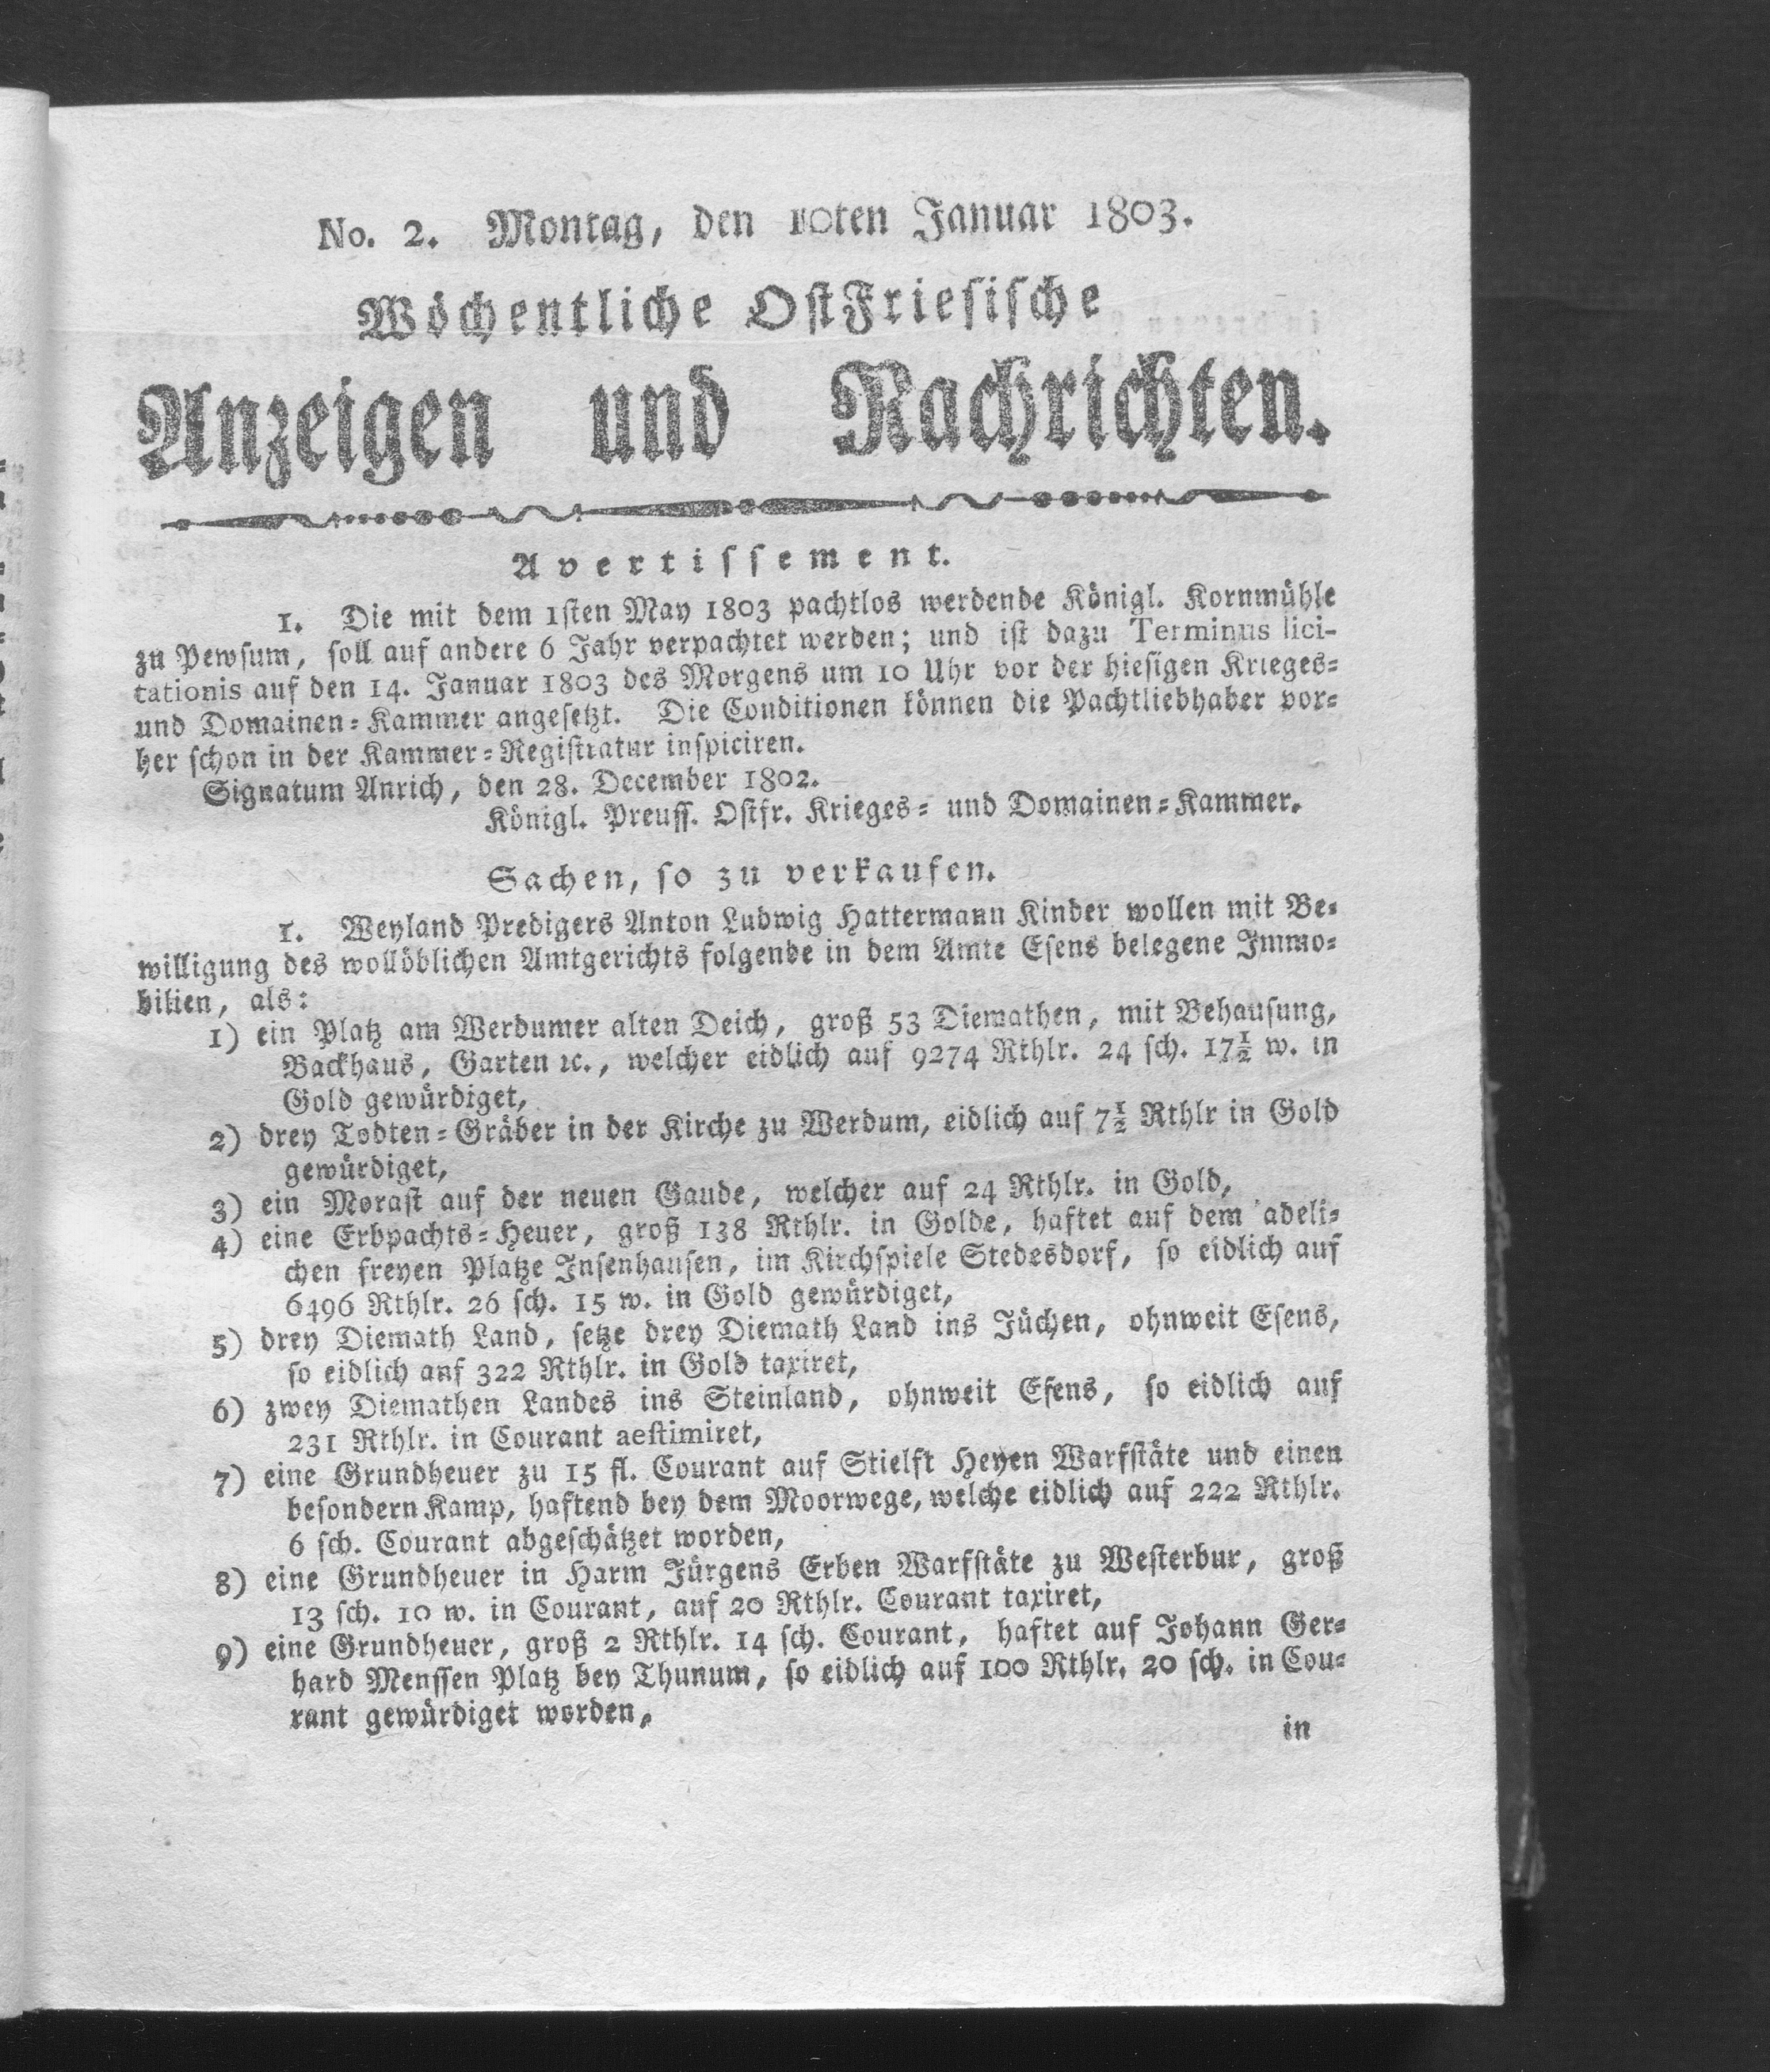 No. 2. Montag, den 10ten Januar 1803.
Wöchentliche OstFriesische
Anzeigen und Nachrichten.
Avertissement.
1. Die mit dem 1sten May 1803 pachtlos werdende Königl. Kornmühle
zu Pewsum, soll auf andere 6 Jahr verpachtet werden; und ist dazu Terminus lici-
tationis auf den 14. Januar 1803 des Morgens um 10 Uhr vor der hiesigen Krieges-
und Domainen-Kammer angesetzt. Die Conditionen können die Pachtliebhaber vor-
her schon in der Kammer-Registratur inspiciren.
Signatum Aurich, den 28. December 1802.
Königl. Preuss. Ostfr. Krieges- und Domainen-Kammer.
Sachen, so zu verkaufen.
1. Weyland Predigers Anton Ludwig Hattermann Kinder wollen mit Be-
willigung des wollöblichen Amtgerichts folgende in dem Amte Esens belegene Immo-
bilien, als:
1) ein Platz am Werdumer alten Deich, groß 53 Diemathen, mit Behausung,
Backhaus, Garten ꝛc., welcher eidlich auf 9274 Rthlr. 24 sch. 17½ w. in
Gold gewürdiget,
2) drey Todten-Gräber in der Kirche zu Werdum, eidlich auf 7½ Rthlr in Gold
gewürdiget,
3) ein Morast auf der neuen Gaude, welcher auf 24 Rthlr. in Gold,
4) eine Erbpachts-Heuer, groß 138 Rthlr. in Golde, haftet auf dem adeli-
chen freyen Platze Insenhausen, im Kirchspiele Stedesdorf, so eidlich auf
6496 Rthlr. 26 sch. 15 w. in Gold gewürdiget,
5) drey Diemath Land, setze drey Diemath Land ins Jüchen, ohnweit Esens,
so eidlich auf 322 Rthlr. in Gold taxiret,
6) zwey Diemathen Landes ins Steinland, ohnweit Esens, so eidlich auf
231 Rthlr. in Courant aestimiret,
7) eine Grundheuer zu 15 fl. Courant auf Stielft Heyen Warfstäte und einen
besondern Kamp, haftend bey dem Moorwege, welche eidlich auf 222 Rthlr.
6 sch. Courant abgeschätzet worden,
8) eine Grundheuer in Harm Jürgens Erben Warfstäte zu Westerbur, groß
13 sch. 10 w. in Courant, auf 20 Rthlr. Courant taxiret,
9) eine Grundheuer, groß 2 Rthlr. 14 sch. Courant, haftet auf Johann Ger-
hard Menssen Platz bey Thunum, so eidlich auf 100 Rthlr. 20 sch. in Cou-
rant gewürdiget worden,
in